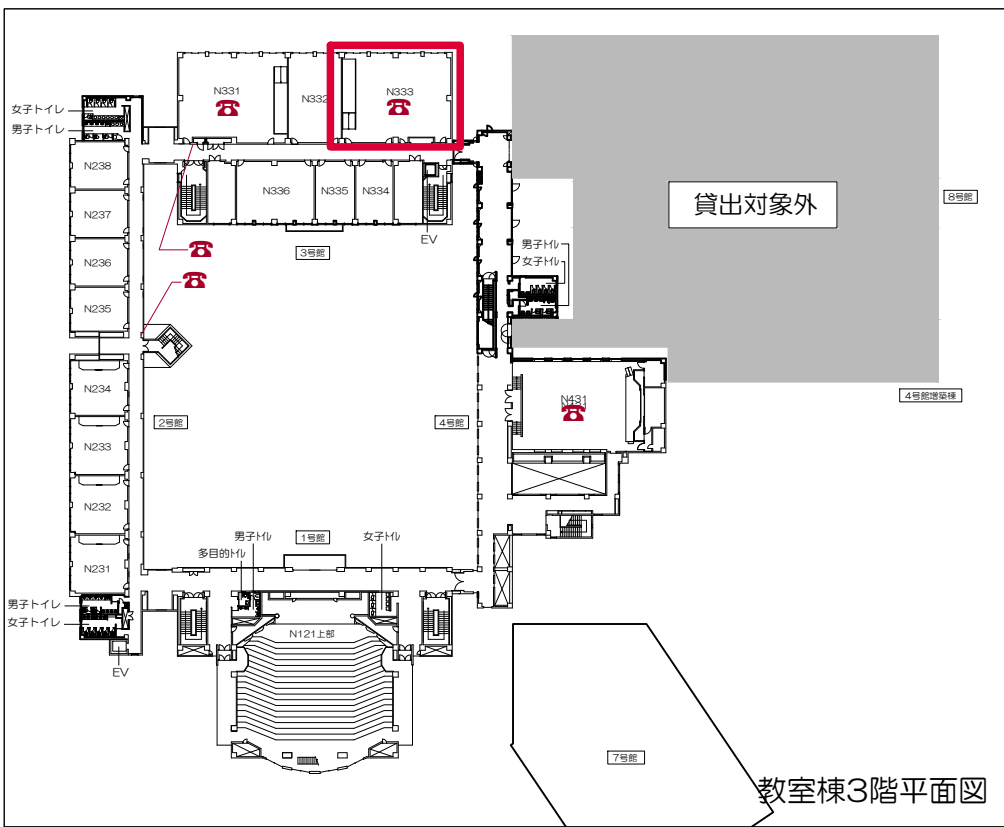 N331
N332
N333
女子トイレ
男子トイレ
N238
N237
N236
N235
N234
N233
N232
N231
N336
N335
N334
EV
3号館
貸出対象外
8号館
男子トイレ
女子トイレ
N431
4号館増築棟
2号館
4号館
1号館
男子トイレ
女子トイレ
多目的トイレ
男子トイレ
女子トイレ
EV
N121上部
7号館
教室棟3階平面図